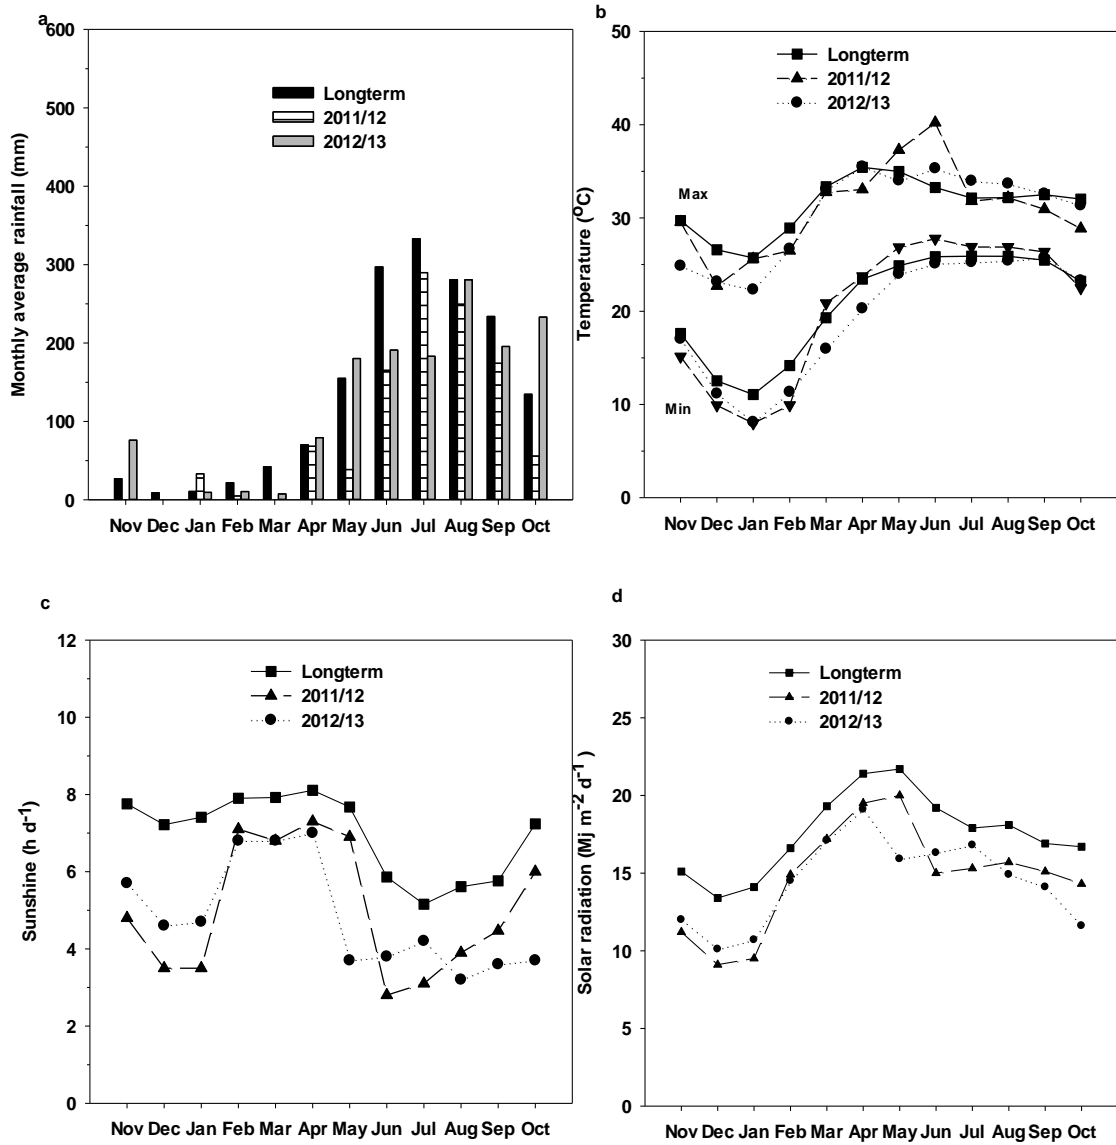 a
600
500
400
300
200
100
0
Monthly average rainfall (mm)
Longterm
2011/12
2012/13
Nov Dec Jan Feb Mar Apr May Jun Jul Aug Sep Oct
b
50
40
30
20
10
0
Temperature (⁰C)
Longterm
2011/12
2012/13
Max
Min
Nov Dec Jan Feb Mar Apr May Jun Jul Aug Sep Oct
c
12
10
8
6
4
2
0
Sunshine (h d⁻¹)
Longterm
2011/12
2012/13
Nov Dec Jan Feb Mar Apr May Jun Jul Aug Sep Oct
d
30
25
20
15
10
5
0
Solar radiation (Mj m⁻² d⁻¹ )
Longterm
2011/12
2012/13
Nov Dec Jan Feb Mar Apr May Jun Jul Aug Sep Oct